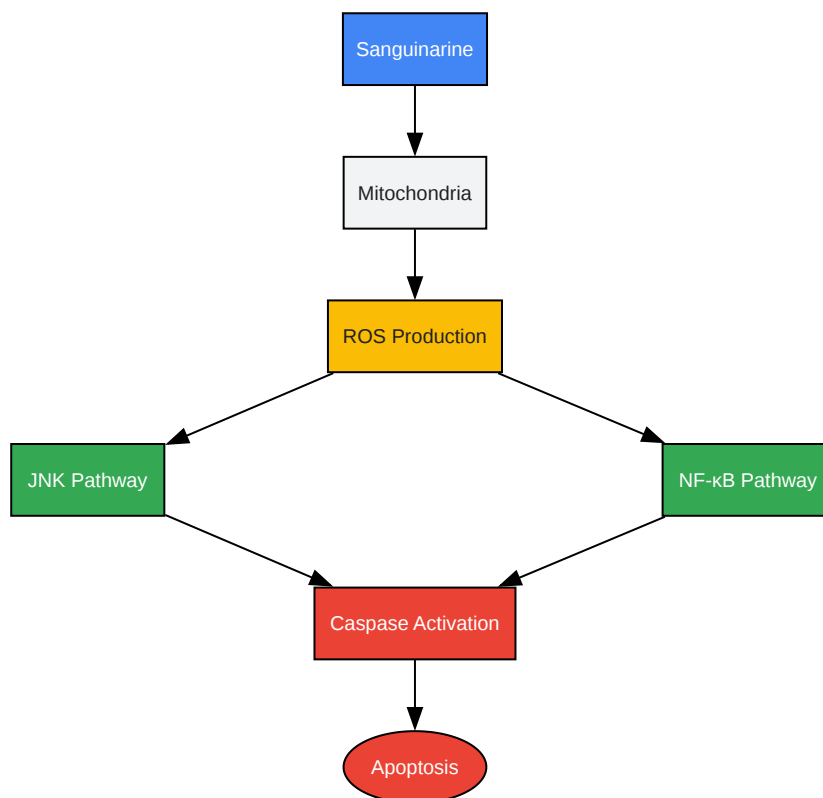 Sanguinarine
Mitochondria
ROS Production
JNK Pathway
NF-κB Pathway
Caspase Activation
Apoptosis